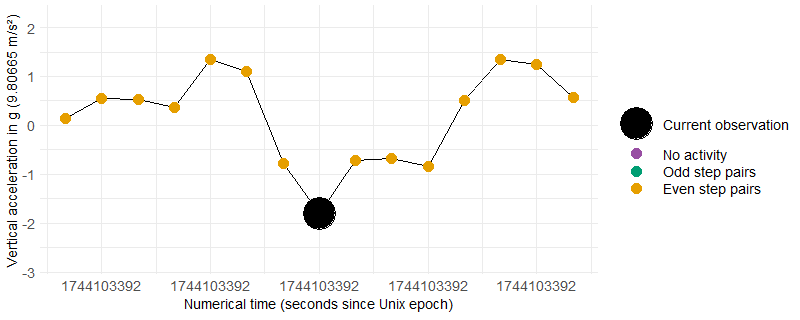 Vertical acceleration in g (9.80665 m/s²)
2
1
0
-1
-2
-3
1744103392 1744103392 1744103392 1744103392 1744103392
Numerical time (seconds since Unix epoch)
Current observation
No activity
Odd step pairs
Even step pairs